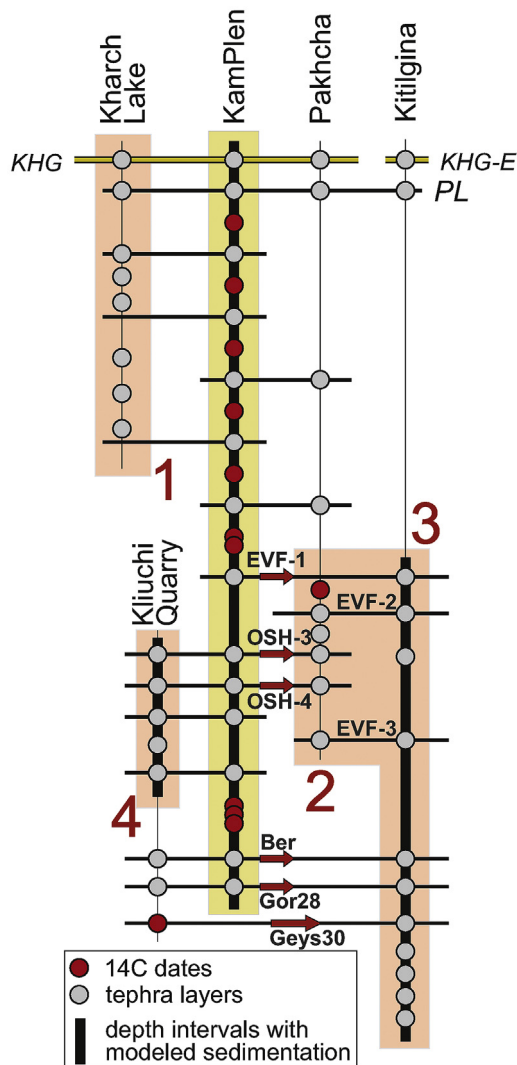 Kharch
Lake
KamPlen
Pakhcha
Kitilgina
KHG
KHG-E
PL
1
3
EVF-1
Kliuchi
Quarry
EVF-2
OSH-3
OSH-4
EVF-3
2
4
Ber
Gor28
Geys30
14C dates
tephra layers
depth intervals with
modeled sedimentation